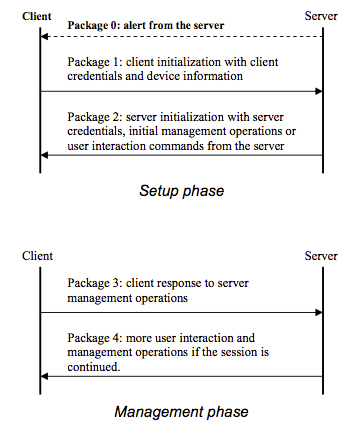 Client Server
Package 0: alert from the server
Package 1: client initialization with client
credentials and device information
Package 2: server initialization with server
credentials, initial management operations or
user interaction commands from the server
Setup phase
Client Server
Package 3: client response to server
management operations
Package 4: more user interaction and
management operations if the session is
continued.
Management phase